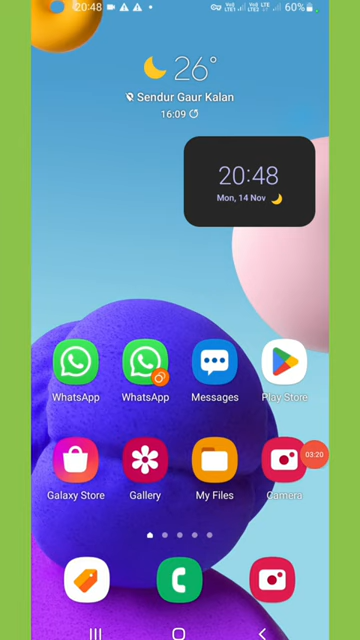 20:48
60%
26°
Sendur Gaur Kalan
16:09
20:48
Mon, 14 Nov
WhatsApp
WhatsApp
Messages
Play Store
03:20
Galaxy Store
Gallery
My Files
Camera